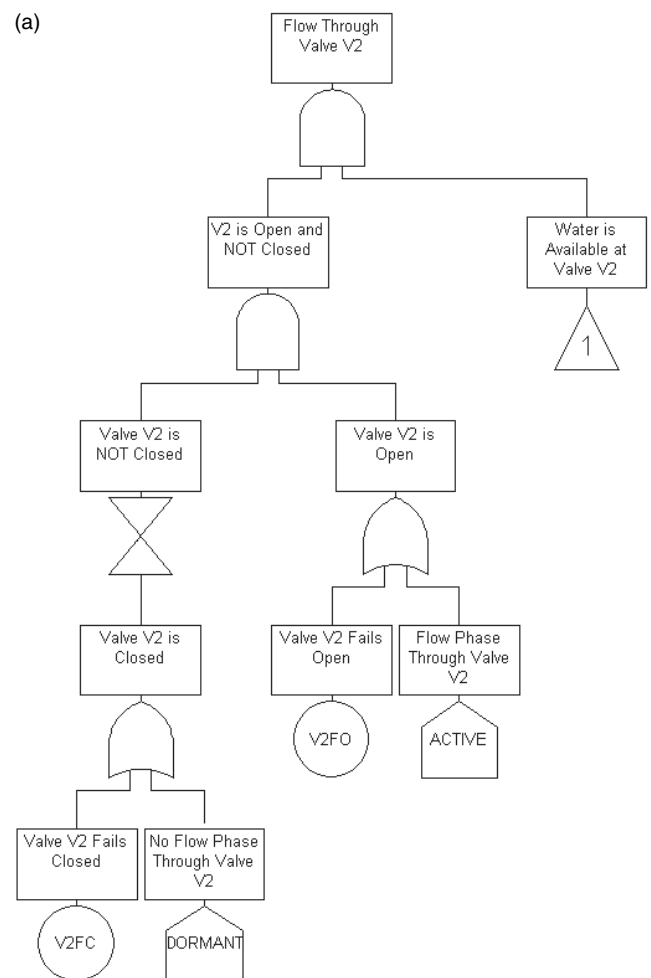 (a)
Flow Through
Valve V2
V2 is Open and
NOT Closed
Water is
Available at
Valve V2
1
Valve V2 is
NOT Closed
Valve V2 is
Open
Valve V2 is
Closed
Valve V2 Fails
Open
Flow Phase
Through Valve
V2
V2FO
ACTIVE
Valve V2 Fails
Closed
No Flow Phase
Through Valve
V2
V2FC
DORMANT